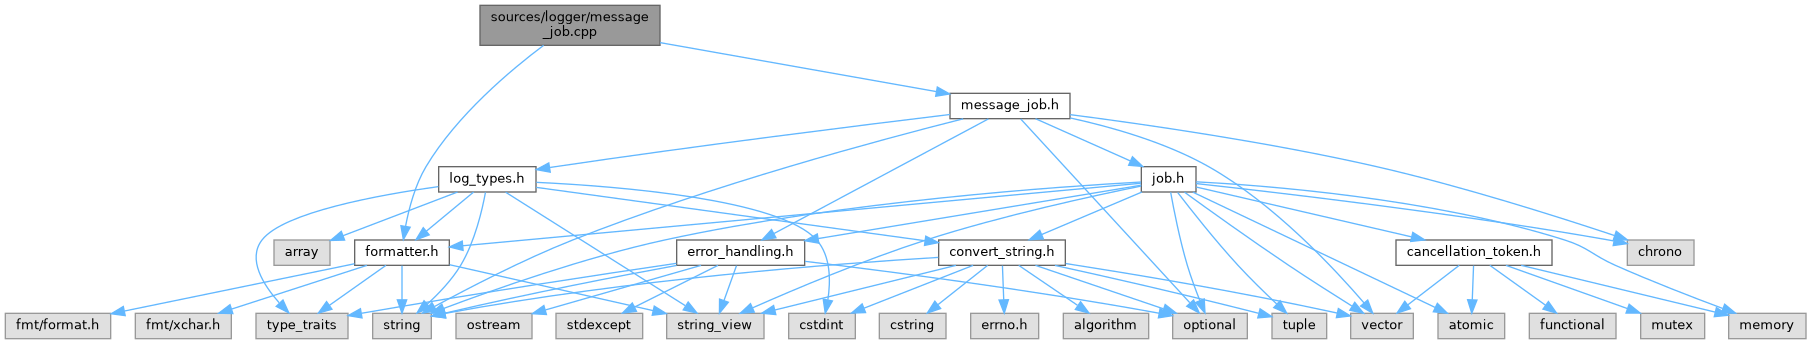 sources/logger/message
_job.cpp
message_job.h
log_types.h
job.h
array
formatter.h
error_handling.h
convert_string.h
cancellation_token.h
chrono
fmt/format.h
fmt/xchar.h
type_traits
string
ostream
stdexcept
string_view
cstdint
cstring
errno.h
algorithm
optional
tuple
vector
atomic
functional
mutex
memory